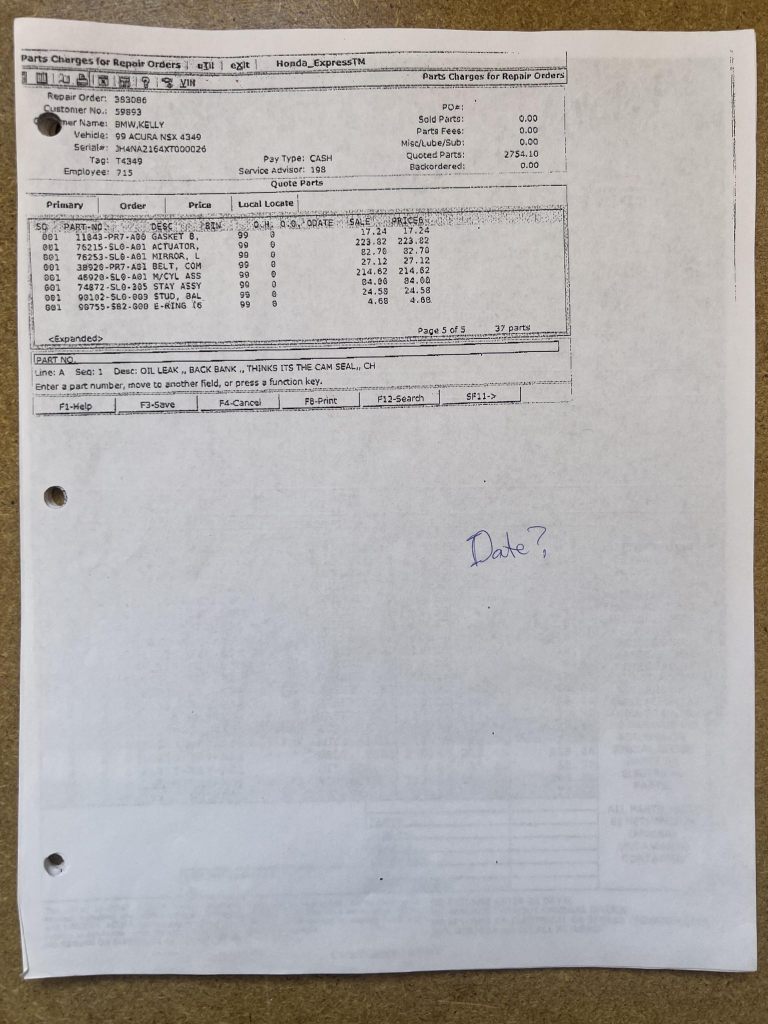 Parts Charges for Repair Orders | uTil | eXit | Honda_ExpressTM
VIN Parts Charges for Repair Orders
Repair Order: 383086
Customer No.: 59893
mer Name: BMW,KELLY
Vehicle: 99 ACURA NSX 4349
Serial#: JH4NA2164XT000026
Tag: T4349 Pay Type: CASH
Employee: 715 Service Advisor: 198
PO#:
Sold Parts: 0.00
Parts Fees: 0.00
Misc/Lube/Sub: 0.00
Quoted Parts: 2754.10
Backordered: 0.00
Quote Parts
Primary Order Price Local Locate
SQ PART-NO. DESC BIN O.H. O.O. ODATE SALE PRICE$
001 11843-PR7-A00 GASKET B, 99 0 17.24 17.24
001 76215-SL0-A01 ACTUATOR, 99 0 223.82 223.82
001 76253-SL0-A01 MIRROR, L 99 0 82.70 82.70
001 38920-PR7-A01 BELT, COM 99 0 27.12 27.12
001 46920-SL0-A01 M/CYL ASS 99 0 214.62 214.62
001 74872-SL0-305 STAY ASSY 99 0 84.00 84.00
001 90102-SL0-009 STUD, BAL 99 0 24.58 24.58
001 90755-SB2-000 E-RING (6 99 0 4.68 4.68
<Expanded> Page 5 of 5 37 parts
PART NO.
Line: A Seq: 1 Desc: OIL LEAK ,, BACK BANK ,, THINKS ITS THE CAM SEAL,, CH
Enter a part number, move to another field, or press a function key.
F1-Help F3-Save F4-Cancel F8-Print F12-Search SF11->
Date?